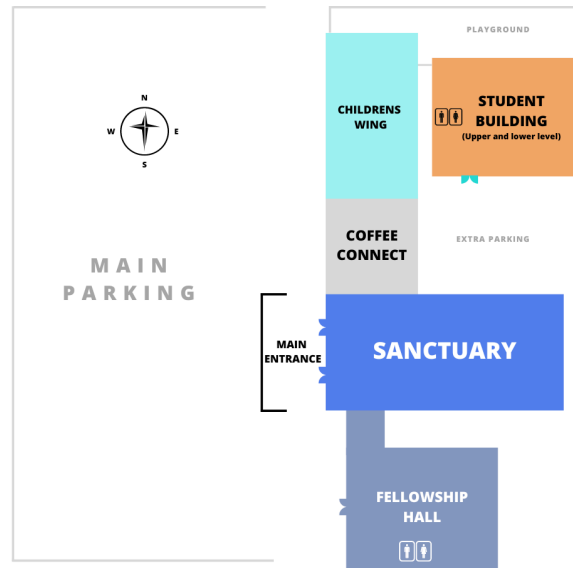 PLAYGROUND
STUDENT
BUILDING
(Upper and lower level)
CHILDRENS
WING
N
W
E
S
COFFEE
CONNECT
EXTRA PARKING
MAIN
PARKING
MAIN
ENTRANCE
SANCTUARY
FELLOWSHIP
HALL